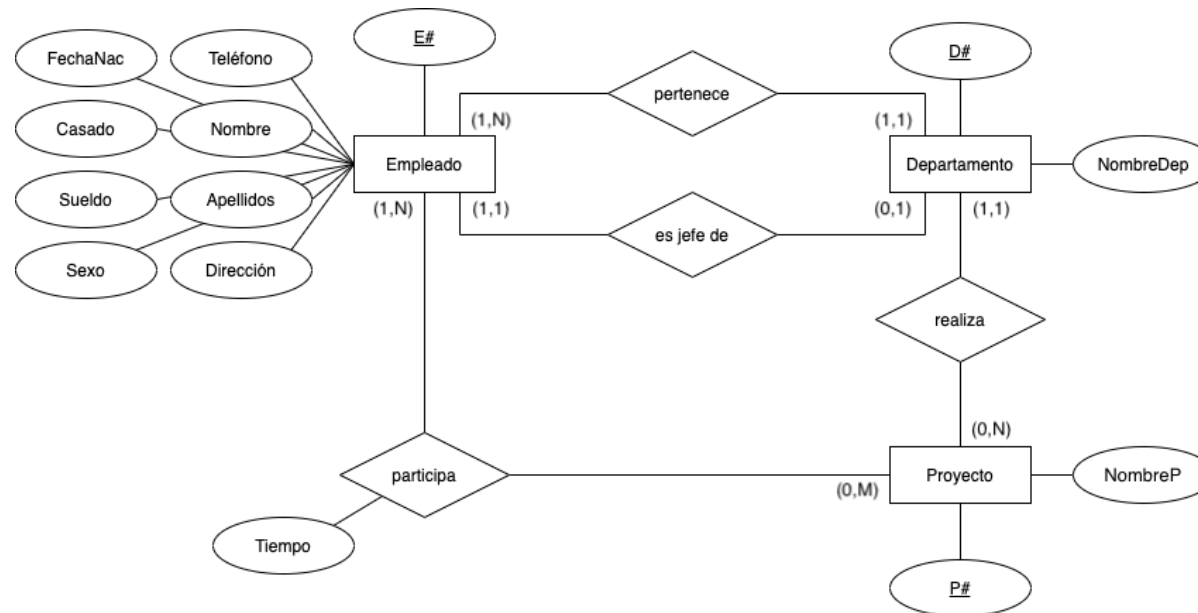 E#
FechaNac
Teléfono
D#
pertenece
Casado
Nombre
(1,N)
(1,1)
Empleado
Departamento
NombreDep
Sueldo
Apellidos
(1,N)
(1,1)
(0,1)
(1,1)
es jefe de
Sexo
Dirección
realiza
(0,N)
participa
Proyecto
NombreP
(0,M)
Tiempo
P#